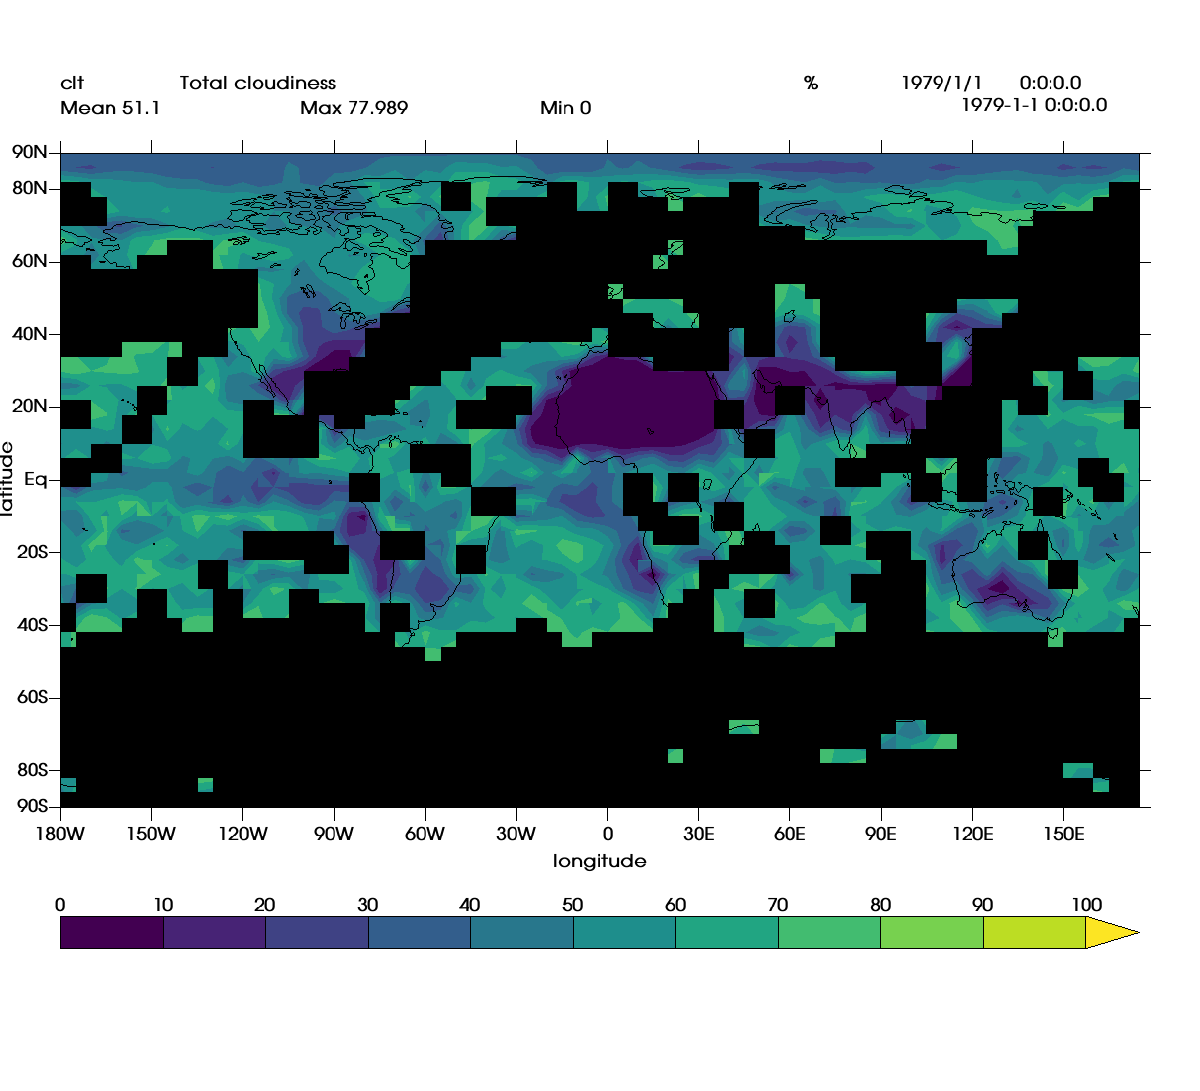 clt Total cloudiness % 1979/1/1 0:0:0.0
Mean 51.1 Max 77.989 Min 0 1979-1-1 0:0:0.0
90N
80N
60N
40N
20N
Eq
20S
40S
60S
80S
90S
latitude
180W 150W 120W 90W 60W 30W 0 30E 60E 90E 120E 150E
longitude
0 10 20 30 40 50 60 70 80 90 100